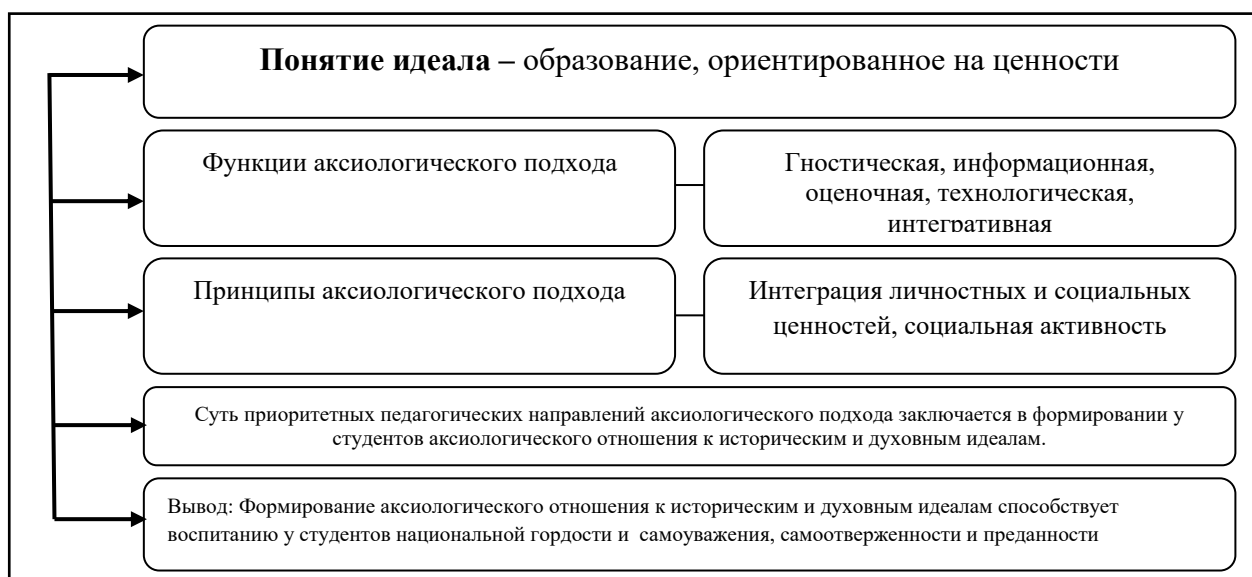 Понятие идеала – образование, ориентированное на ценности
Функции аксиологического подхода
Гностическая, информационная,
оценочная, технологическая,
интегративная
Принципы аксиологического подхода
Интеграция личностных и социальных
ценностей, социальная активность
Суть приоритетных педагогических направлений аксиологического подхода заключается в формировании у
студентов аксиологического отношения к историческим и духовным идеалам.
Вывод: Формирование аксиологического отношения к историческим и духовным идеалам способствует
воспитанию у студентов национальной гордости и самоуважения, самоотверженности и преданности